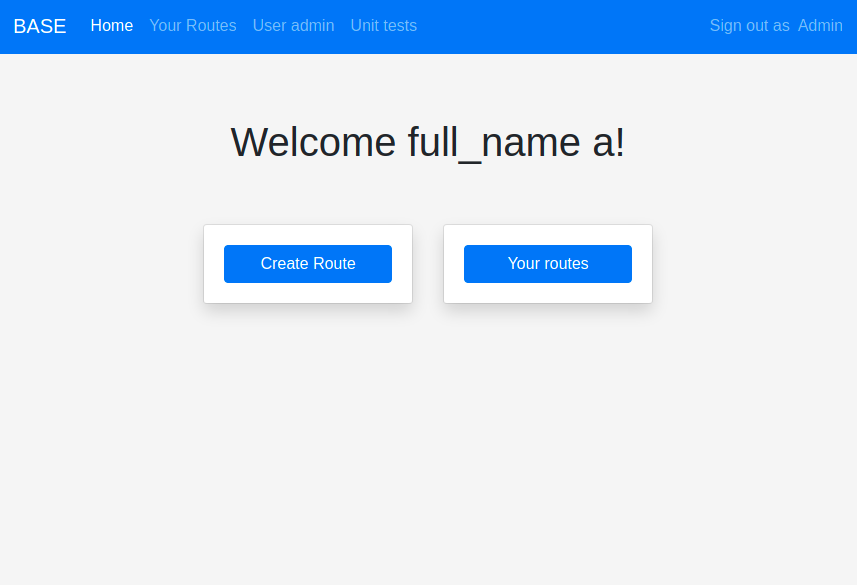 BASE Home Your Routes User admin Unit tests Sign out as Admin
Welcome full_name a!
Create Route Your routes